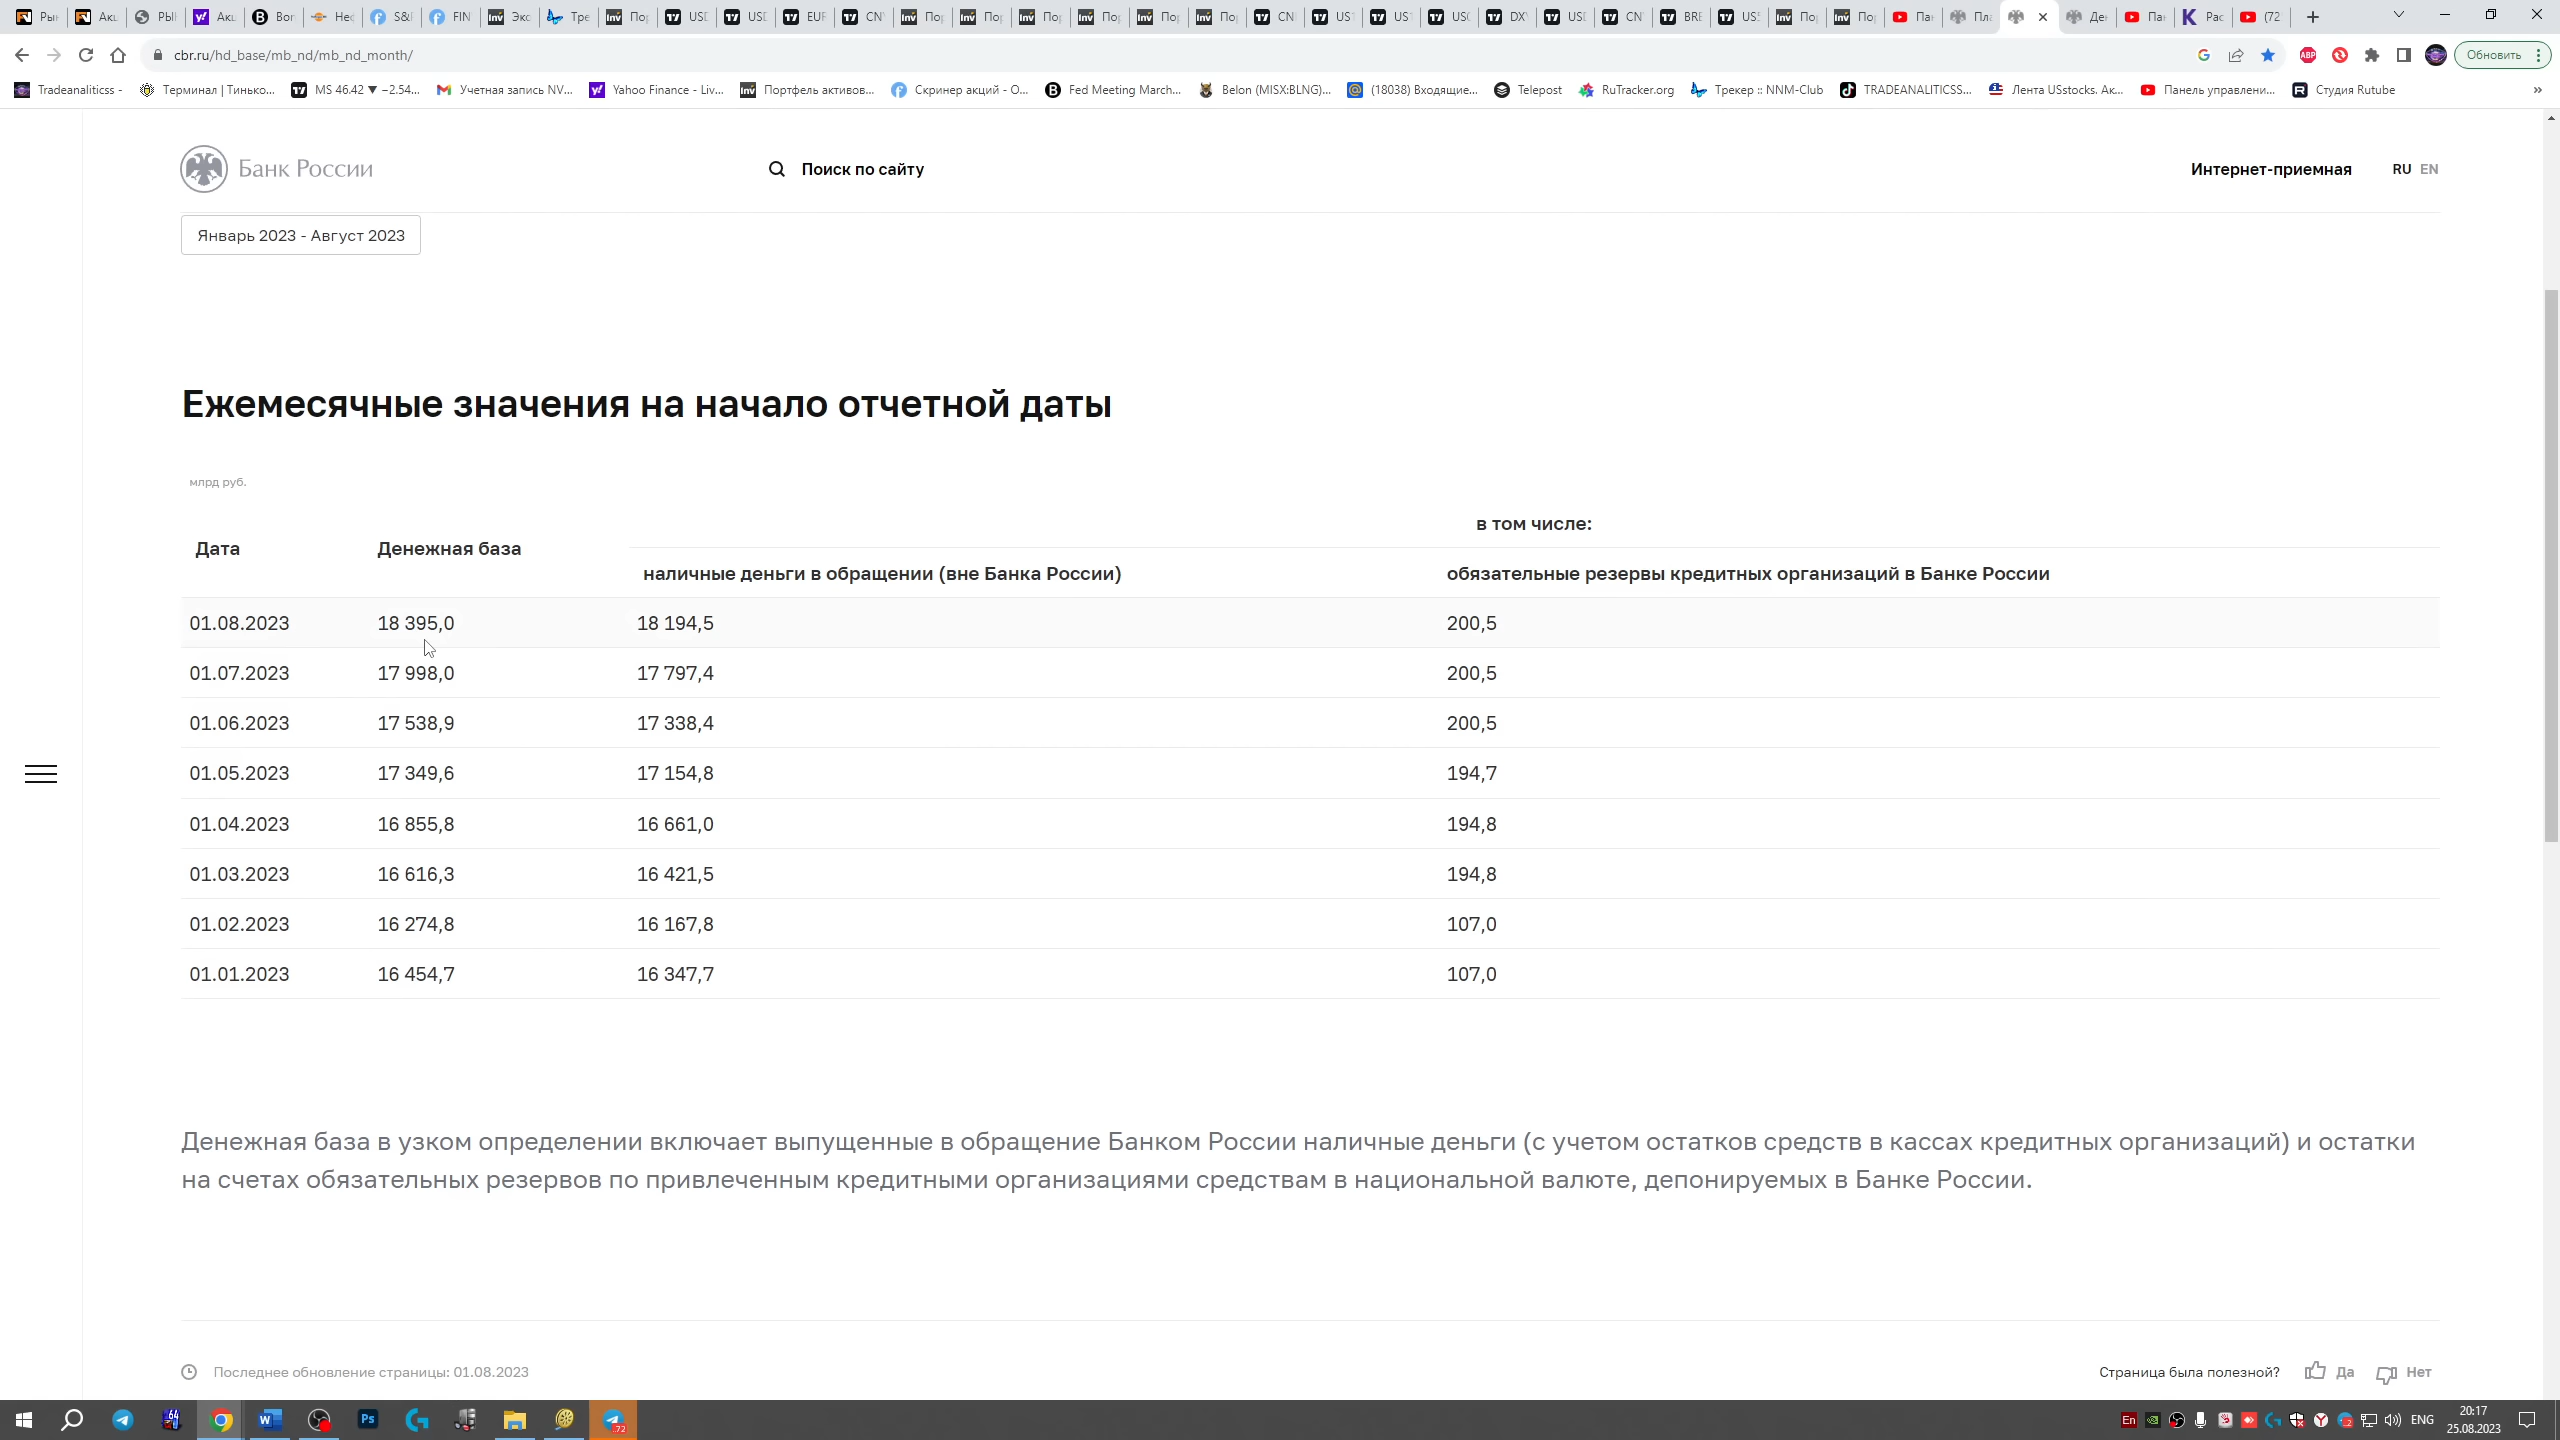 cbr.ru/hd_base/mb_nd/mb_nd_month/
Обновить
Tradeanaliticss - Терминал | Тинько... MS 46.42 ▼ −2.54... Учетная запись NV... Yahoo Finance - Liv... Портфель активов... Скринер акций - О... Fed Meeting March... Belon (MISX:BLNG)... (18038) Входящие... Telepost RuTracker.org Трекер :: NNM-Club TRADEANALITICSS... Лента USstocks. Ак... Панель управлени... Студия Rutube
Банк России
Поиск по сайту
Интернет-приемная
RU EN
Январь 2023 - Август 2023
Ежемесячные значения на начало отчетной даты
млрд руб.
в том числе:
Дата Денежная база
наличные деньги в обращении (вне Банка России) обязательные резервы кредитных организаций в Банке России
01.08.2023 18 395,0 18 194,5 200,5
01.07.2023 17 998,0 17 797,4 200,5
01.06.2023 17 538,9 17 338,4 200,5
01.05.2023 17 349,6 17 154,8 194,7
01.04.2023 16 855,8 16 661,0 194,8
01.03.2023 16 616,3 16 421,5 194,8
01.02.2023 16 274,8 16 167,8 107,0
01.01.2023 16 454,7 16 347,7 107,0
Денежная база в узком определении включает выпущенные в обращение Банком России наличные деньги (с учетом остатков средств в кассах кредитных организаций) и остатки
на счетах обязательных резервов по привлеченным кредитными организациями средствам в национальной валюте, депонируемых в Банке России.
Последнее обновление страницы: 01.08.2023
Страница была полезной? Да Нет
ENG
20:17
25.08.2023